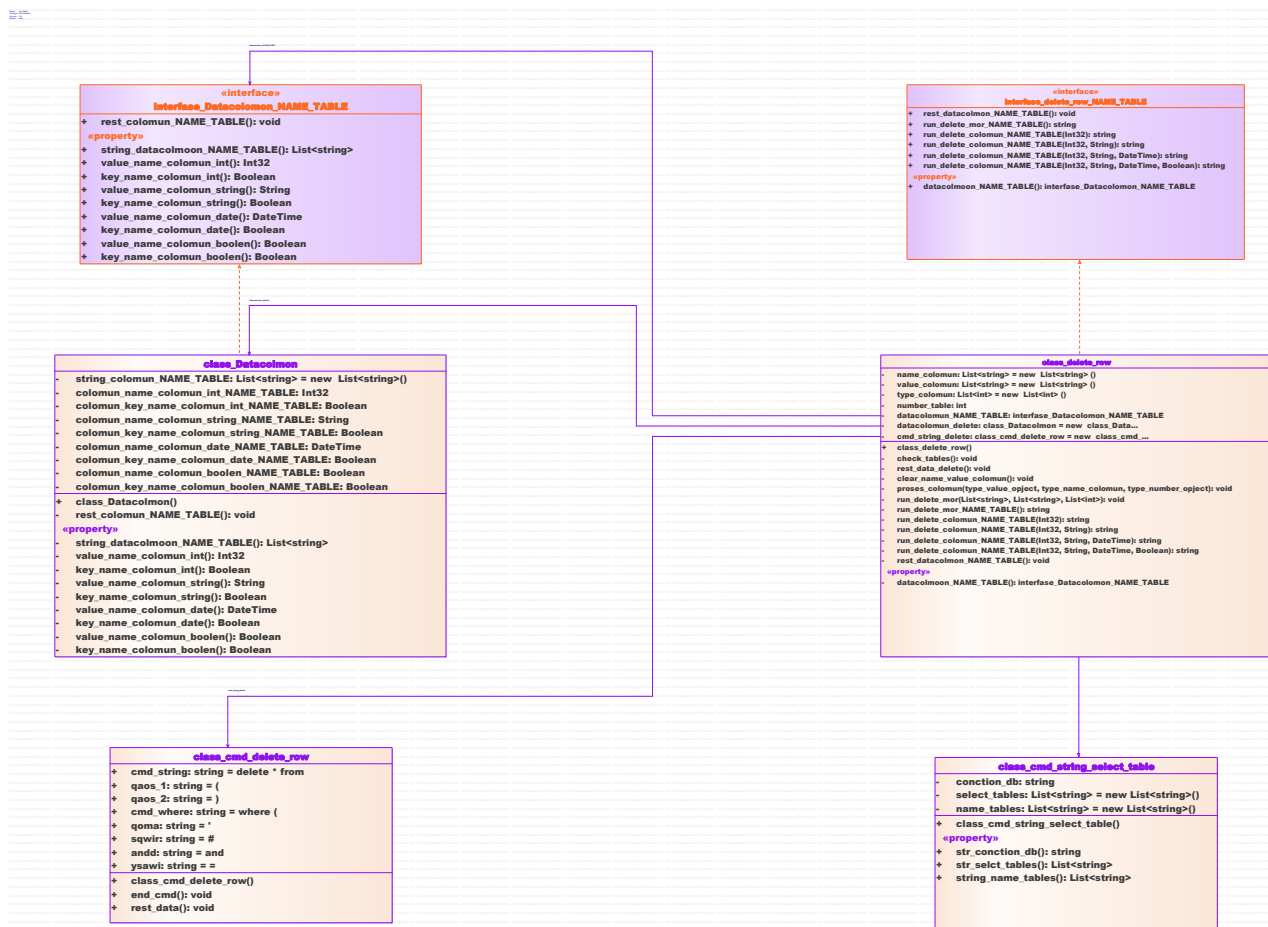 «interface»
interfase_Datacolomon_NAME_TABLE
+ rest_colomun_NAME_TABLE(): void
«property»
+ string_datacolmoon_NAME_TABLE(): List<string>
+ value_name_colomun_int(): Int32
+ key_name_colomun_int(): Boolean
+ value_name_colomun_string(): String
+ key_name_colomun_string(): Boolean
+ value_name_colomun_date(): DateTime
+ key_name_colomun_date(): Boolean
+ value_name_colomun_boolen(): Boolean
+ key_name_colomun_boolen(): Boolean
«interface»
interface_delete_row_NAME_TABLE
+ rest_datacolmon_NAME_TABLE(): void
+ run_delete_mor_NAME_TABLE(): string
+ run_delete_colomun_NAME_TABLE(Int32): string
+ run_delete_colomun_NAME_TABLE(Int32, String): string
+ run_delete_colomun_NAME_TABLE(Int32, String, DateTime): string
+ run_delete_colomun_NAME_TABLE(Int32, String, DateTime, Boolean): string
«property»
+ datacolmoon_NAME_TABLE(): interfase_Datacolomon_NAME_TABLE
class_Datacolmon
- string_colomun_NAME_TABLE: List<string> = new List<string>()
- colomun_name_colomun_int_NAME_TABLE: Int32
- colomun_key_name_colomun_int_NAME_TABLE: Boolean
- colomun_name_colomun_string_NAME_TABLE: String
- colomun_key_name_colomun_string_NAME_TABLE: Boolean
- colomun_name_colomun_date_NAME_TABLE: DateTime
- colomun_key_name_colomun_date_NAME_TABLE: Boolean
- colomun_name_colomun_boolen_NAME_TABLE: Boolean
- colomun_key_name_colomun_boolen_NAME_TABLE: Boolean
+ class_Datacolmon()
- rest_colomun_NAME_TABLE(): void
«property»
- string_datacolmoon_NAME_TABLE(): List<string>
- value_name_colomun_int(): Int32
- key_name_colomun_int(): Boolean
- value_name_colomun_string(): String
- key_name_colomun_string(): Boolean
- value_name_colomun_date(): DateTime
- key_name_colomun_date(): Boolean
- value_name_colomun_boolen(): Boolean
- key_name_colomun_boolen(): Boolean
class_delete_row
- name_colomun: List<string> = new List<string> ()
- value_colomun: List<string> = new List<string> ()
- type_colomun: List<int> = new List<int> ()
- number_table: int
- datacolomun_NAME_TABLE: interfase_Datacolomon_NAME_TABLE
- datacolomun_delete: class_Datacolmon = new class_Data...
- cmd_string_delete: class_cmd_delete_row = new class_cmd_...
+ class_delete_row()
- check_tables(): void
- rest_data_delete(): void
- clear_name_value_colomun(): void
- proses_colomun(type_value_opject, type_name_colomun, type_number_opject): void
- run_delete_mor(List<string>, List<string>, List<int>): void
- run_delete_mor_NAME_TABLE(): string
- run_delete_colomun_NAME_TABLE(Int32): string
- run_delete_colomun_NAME_TABLE(Int32, String): string
- run_delete_colomun_NAME_TABLE(Int32, String, DateTime): string
- run_delete_colomun_NAME_TABLE(Int32, String, DateTime, Boolean): string
- rest_datacolmon_NAME_TABLE(): void
«property»
- datacolmoon_NAME_TABLE(): interfase_Datacolomon_NAME_TABLE
class_cmd_delete_row
+ cmd_string: string = delete * from
+ qaos_1: string = (
+ qaos_2: string = )
+ cmd_where: string = where (
+ qoma: string = '
+ sqwir: string = #
+ andd: string = and
+ ysawi: string = =
+ class_cmd_delete_row()
+ end_cmd(): void
+ rest_data(): void
class_cmd_string_select_table
- conction_db: string
- select_tables: List<string> = new List<string>()
- name_tables: List<string> = new List<string>()
+ class_cmd_string_select_table()
«property»
+ str_conction_db(): string
+ str_selct_tables(): List<string>
+ string_name_tables(): List<string>